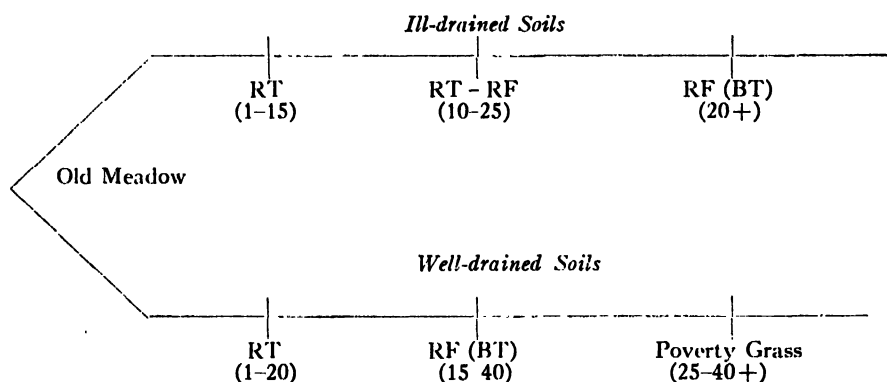 Ill-drained Soils
RT RT – RF RF (BT)
(1–15) (10–25) (20+)
Old Meadow
Well-drained Soils
RT RF (BT) Poverty Grass
(1–20) (15 40) (25–40+)